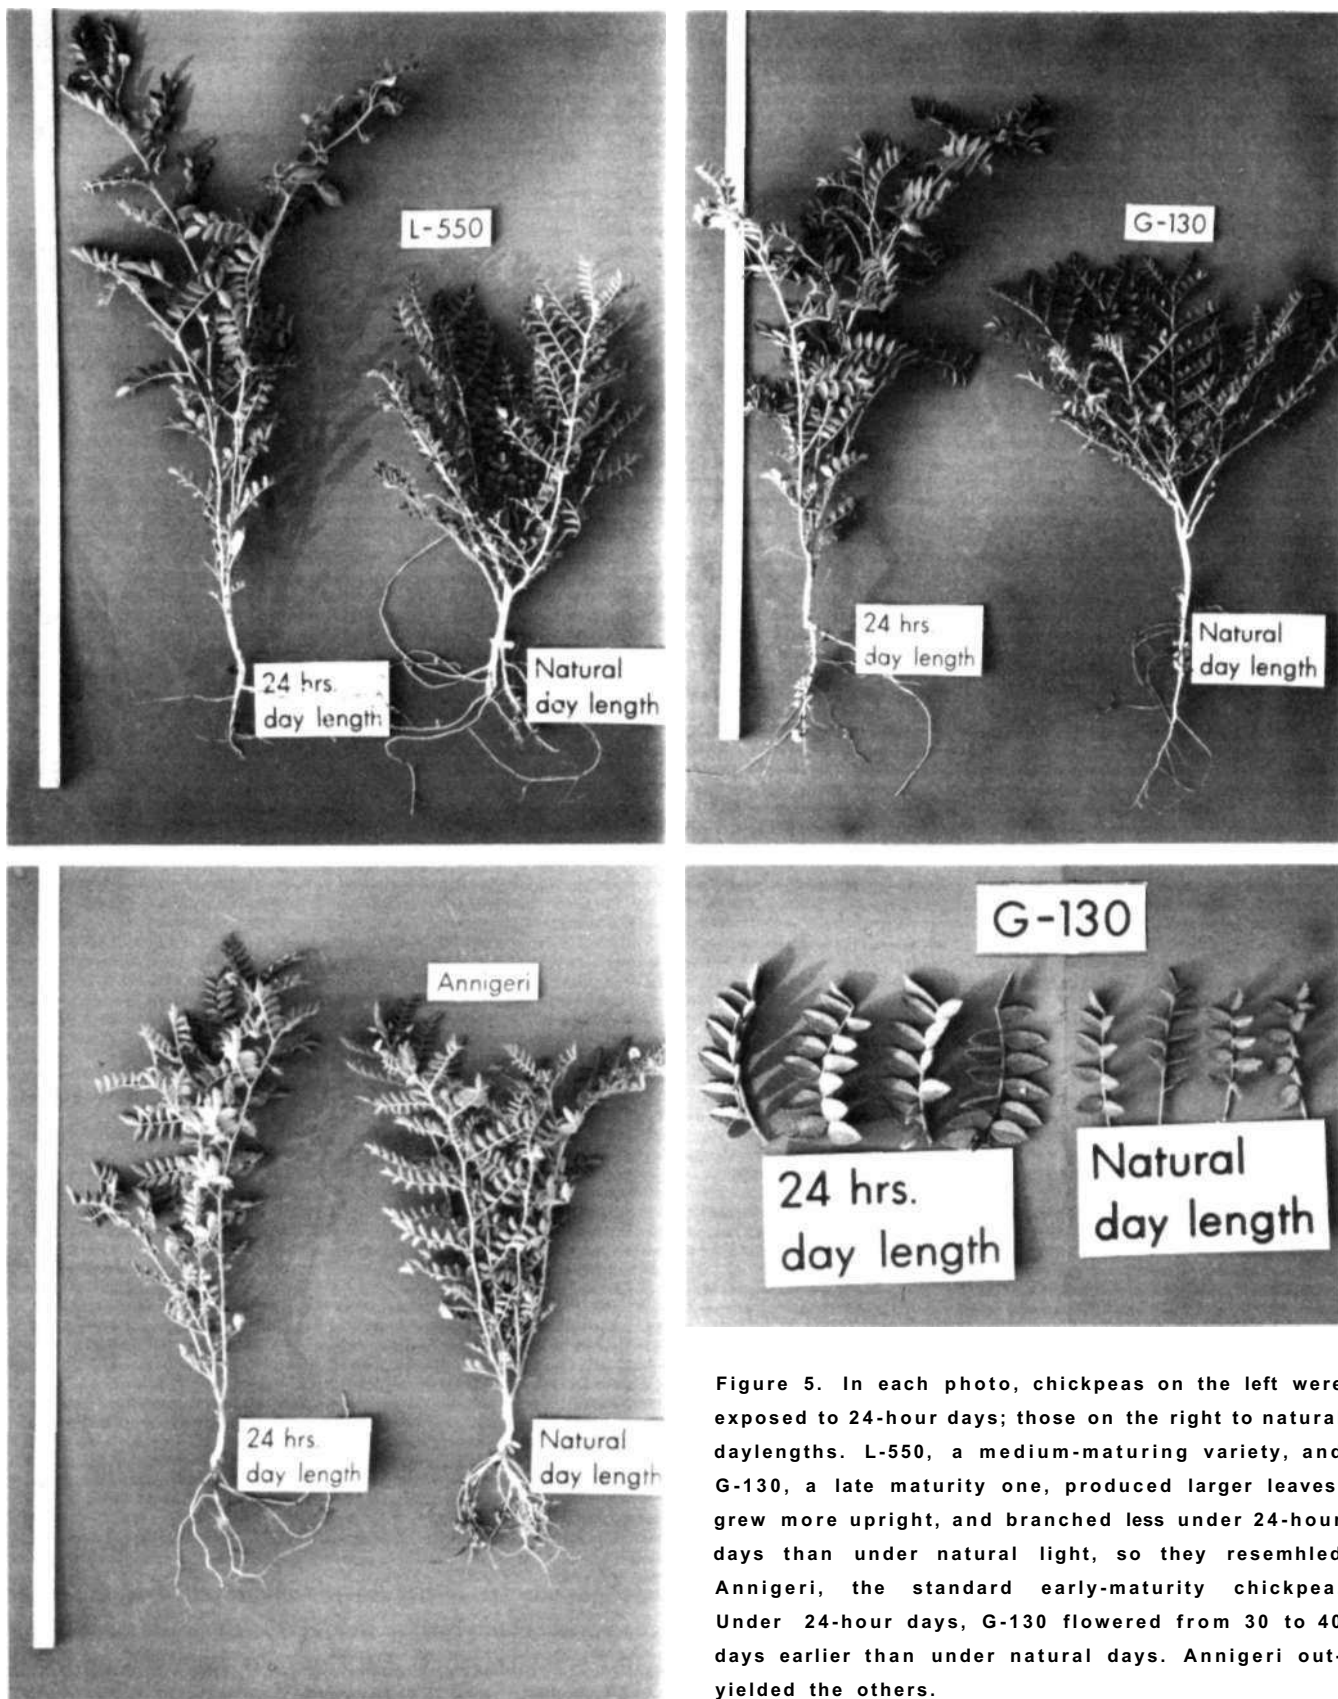 L-550
24 hrs.
day length
Natural
day length
G-130
24 hrs.
day length
Natural
day length
Annigeri
24 hrs.
day length
Natural
day length
G-130
24 hrs.
day length
Natural
day length
Figure 5. In each photo, chickpeas on the left were
exposed to 24-hour days; those on the right to natura
daylengths. L-550, a medium-maturing variety, and
G-130, a late maturity one, produced larger leaves
grew more upright, and branched less under 24-hour
days than under natural light, so they resemhled
Annigeri, the standard early-maturity chickpea
Under 24-hour days, G-130 flowered from 30 to 40
days earlier than under natural days. Annigeri out-
yielded the others.